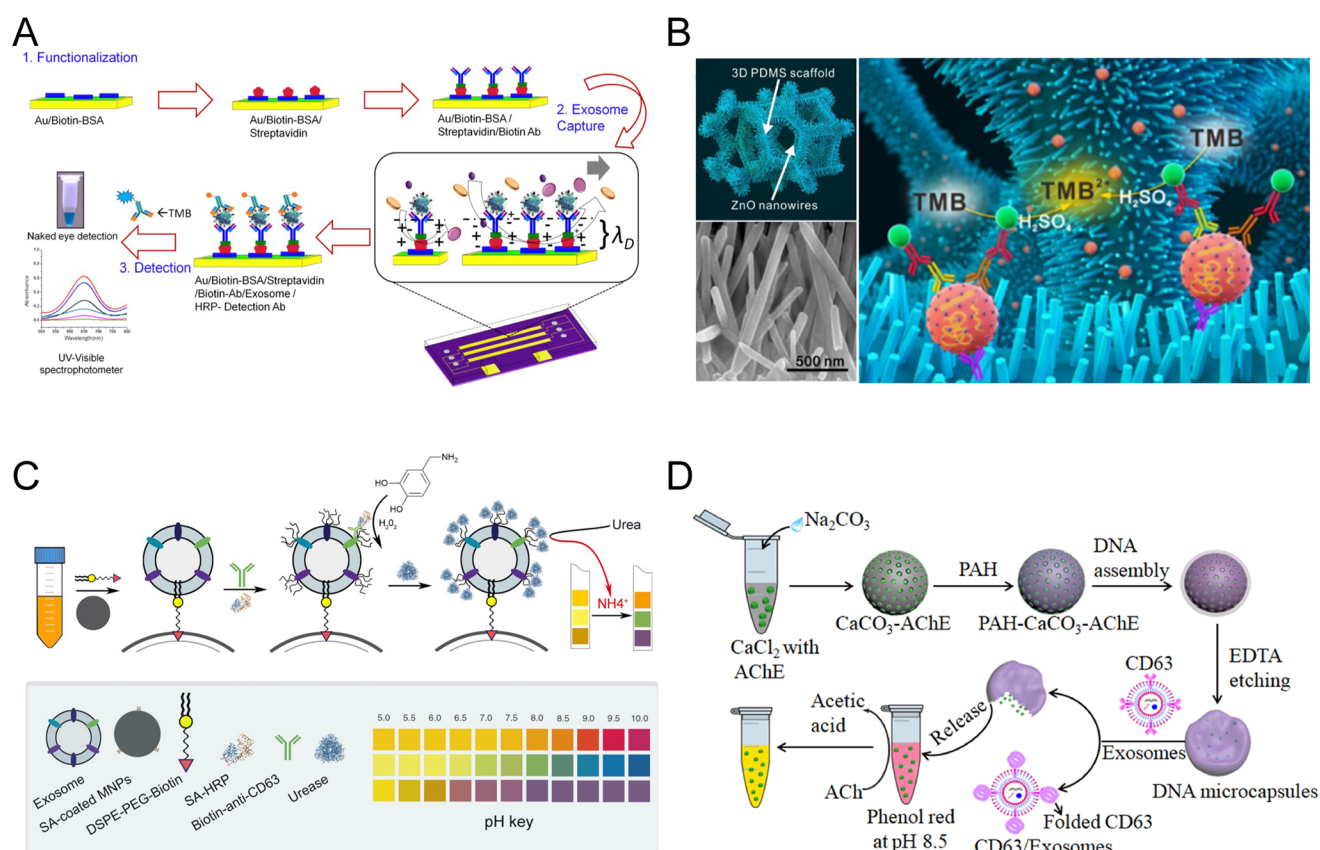 A
1. Functionalization
Au/Biotin-BSA
Au/Biotin-BSA/
Streptavidin
Au/Biotin-BSA /
Streptavidin/Biotin Ab
2. Exosome
Capture
λD
Naked eye detection
←TMB
3. Detection
Au/Biotin-BSA/Streptavidin
/Biotin-Ab/Exosome /
HRP- Detection Ab
Absorbance
Wavelength(nm)
UV-Visible
spectrophotometer
B
3D PDMS scaffold
ZnO nanowires
500 nm
TMB
TMB
TMB²⁺
H₂SO₄
H₂SO₄
C
NH₂
HO
HO
H₂O₂
Urea
NH4⁺
Exosome
SA-coated MNPs
DSPE-PEG-Biotin
SA-HRP
Biotin-anti-CD63
Urease
5.0 5.5 6.0 6.5 7.0 7.5 8.0 8.5 9.0 9.5 10.0
pH key
D
Na₂CO₃
CaCl₂ with
AChE
CaCO₃-AChE
PAH
PAH-CaCO₃-AChE
DNA
assembly
EDTA
etching
CD63
Exosomes
DNA microcapsules
Release
Folded CD63
CD63/Exosomes
Acetic
acid
ACh
Phenol red
at pH 8.5